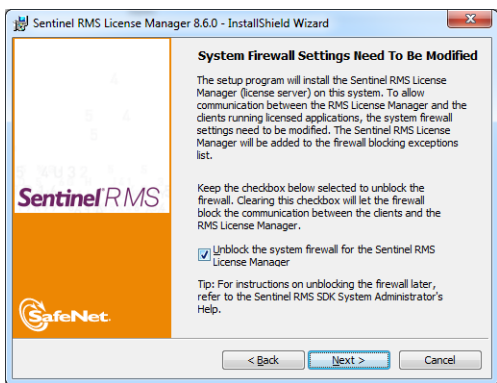 Sentinel RMS License Manager 8.6.0 - InstallShield Wizard
System Firewall Settings Need To Be Modified
The setup program will install the Sentinel RMS License
Manager (license server) on this system. To allow
communication between the RMS License Manager and the
clients running licensed applications, the system firewall
settings need to be modified. The Sentinel RMS License
Manager will be added to the firewall blocking exceptions
list.
Keep the checkbox below selected to unblock the
firewall. Clearing this checkbox will let the firewall
block the communication between the clients and the
RMS License Manager.
Unblock the system firewall for the Sentinel RMS
License Manager
Tip: For instructions on unblocking the firewall later,
refer to the Sentinel RMS SDK System Administrator's
Help.
Sentinel RMS
SafeNet.
< Back
Next >
Cancel